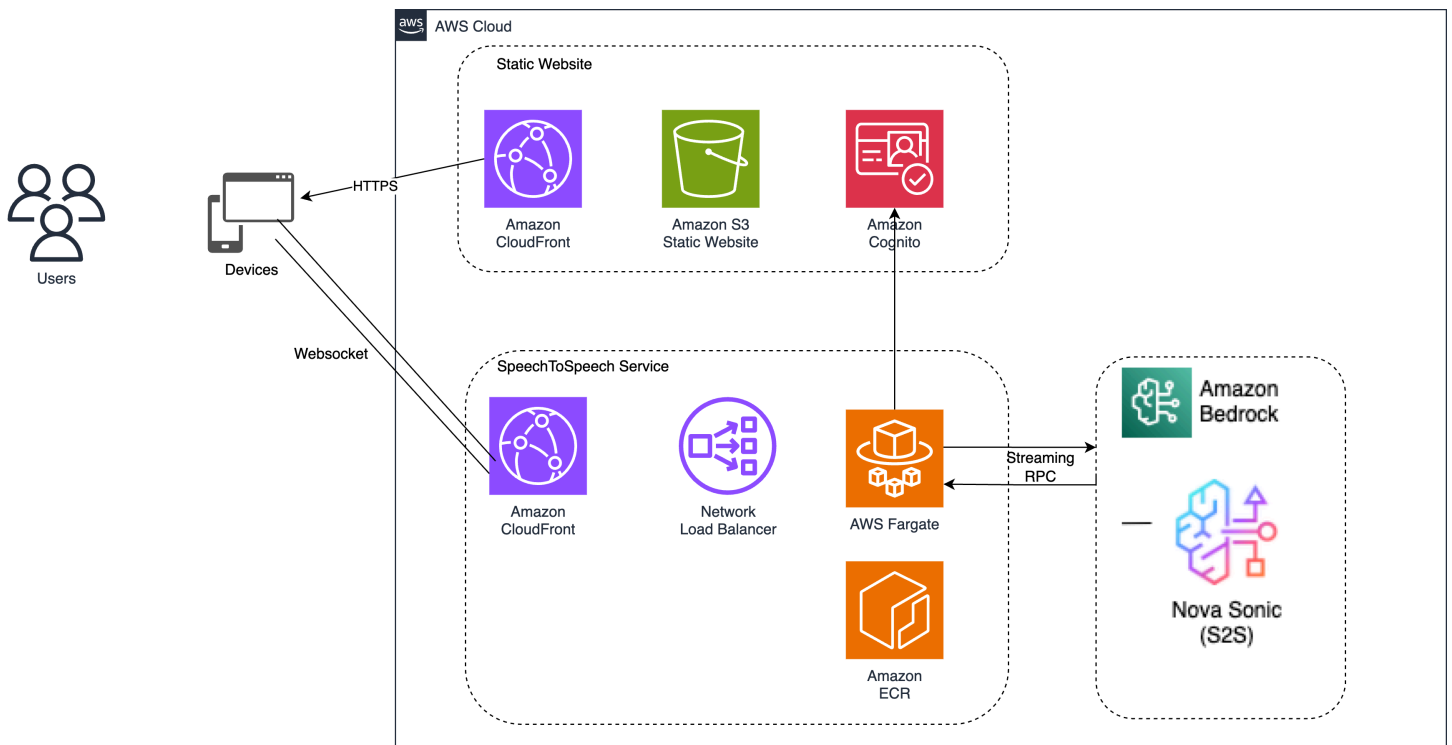 aws
AWS Cloud
Static Website
Amazon
CloudFront
Amazon S3
Static Website
Amazon
Cognito
HTTPS
Users
Devices
Websocket
SpeechToSpeech Service
Amazon
CloudFront
Network
Load Balancer
AWS Fargate
Amazon
ECR
Streaming
RPC
Amazon
Bedrock
Nova Sonic
(S2S)